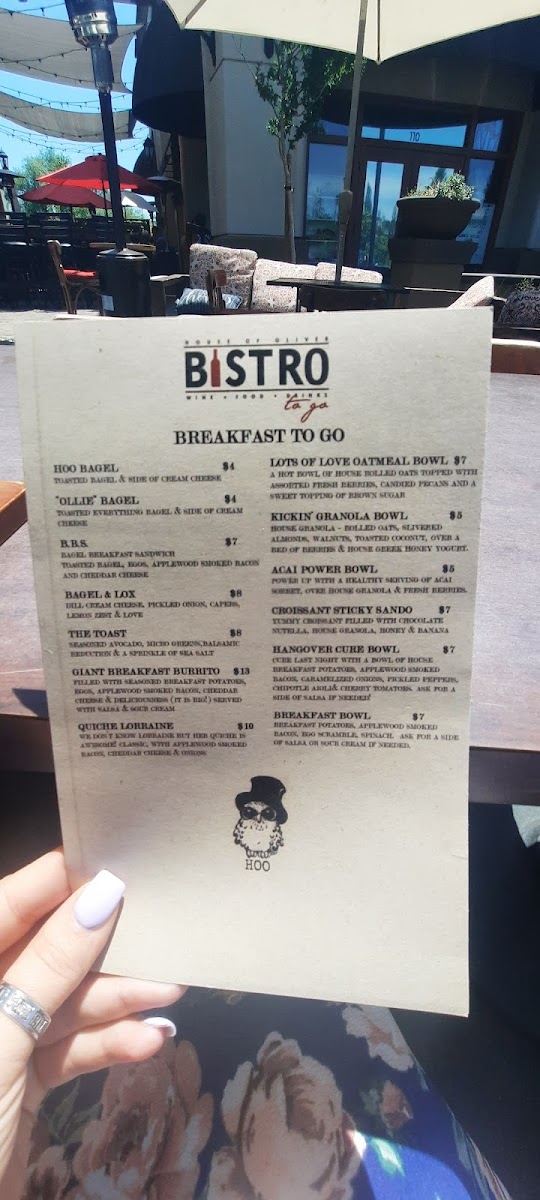 110
HOUSE OF OLIVER
BISTRO
WINE • FOOD • DRINKS
to go
BREAKFAST TO GO
HOO BAGEL $4
TOASTED BAGEL & SIDE OF CREAM CHEESE
"OLLIE" BAGEL $4
TOASTED EVERYTHING BAGEL & SIDE OF CREAM
CHEESE
B.B.S. $7
BAGEL BREAKFAST SANDWICH
TOASTED BAGEL, EGGS, APPLEWOOD SMOKED BACON
AND CHEDDAR CHEESE
BAGEL & LOX $8
DILL CREAM CHEESE, PICKLED ONION, CAPERS,
LEMON ZEST & LOVE
THE TOAST $8
SEASONED AVOCADO, MICRO GREENS, BALSAMIC
REDUCTION & A SPRINKLE OF SEA SALT
GIANT BREAKFAST BURRITO $13
FILLED WITH SEASONED BREAKFAST POTATOES,
EGGS, APPLEWOOD SMOKED BACON, CHEDDAR
CHEESE & DELICIOUSNESS (IT IS BIG!) SERVED
WITH SALSA & SOUR CREAM
QUICHE LORRAINE $10
WE DON'T KNOW LORRAINE BUT HER QUICHE IS
AWESOME! CLASSIC, WITH APPLEWOOD SMOKED
BACON, CHEDDAR CHEESE & ONIONS
LOTS OF LOVE OATMEAL BOWL $7
A HOT BOWL OF HOUSE ROLLED OATS TOPPED WITH
ASSORTED FRESH BERRIES, CANDIED PECANS AND A
SWEET TOPPING OF BROWN SUGAR
KICKIN' GRANOLA BOWL $5
HOUSE GRANOLA - ROLLED OATS, SLIVERED
ALMONDS, WALNUTS, TOASTED COCONUT, OVER A
BED OF BERRIES & HOUSE GREEK HONEY YOGURT.
ACAI POWER BOWL $5
POWER UP WITH A HEALTHY SERVING OF ACAI
SORBET, OVER HOUSE GRANOLA & FRESH BERRIES.
CROISSANT STICKY SANDO $7
YUMMY CROISSANT FILLED WITH CHOCOLATE
NUTELLA, HOUSE GRANOLA, HONEY & BANANA
HANGOVER CURE BOWL $7
CURE LAST NIGHT WITH A BOWL OF HOUSE
BREAKFAST POTATOES, APPLEWOOD SMOKED
BACON, CARAMELIZED ONIONS, PICKLED PEPPERS,
CHIPOTLE AIOLI& CHERRY TOMATOES. ASK FOR A
SIDE OF SALSA IF NEEDED!
BREAKFAST BOWL $7
BREAKFAST POTATOES, APPLEWOOD SMOKED
BACON, EGG SCRAMBLE, SPINACH. ASK FOR A SIDE
OF SALSA OR SOUR CREAM IF NEEDED.
HOO